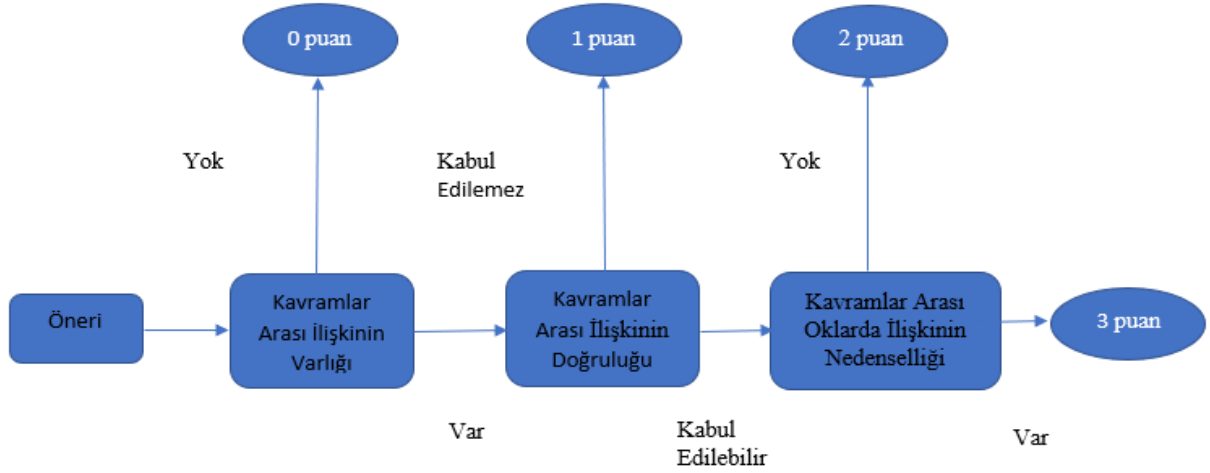 0 puan
1 puan
2 puan
Yok
Kabul
Edilemez
Yok
Öneri
Kavramlar
Arası İlişkinin
Varlığı
Kavramlar
Arası İlişkinin
Doğruluğu
Kavramlar Arası
Oklarda İlişkinin
Nedenselliği
3 puan
Var
Kabul
Edilebilir
Var